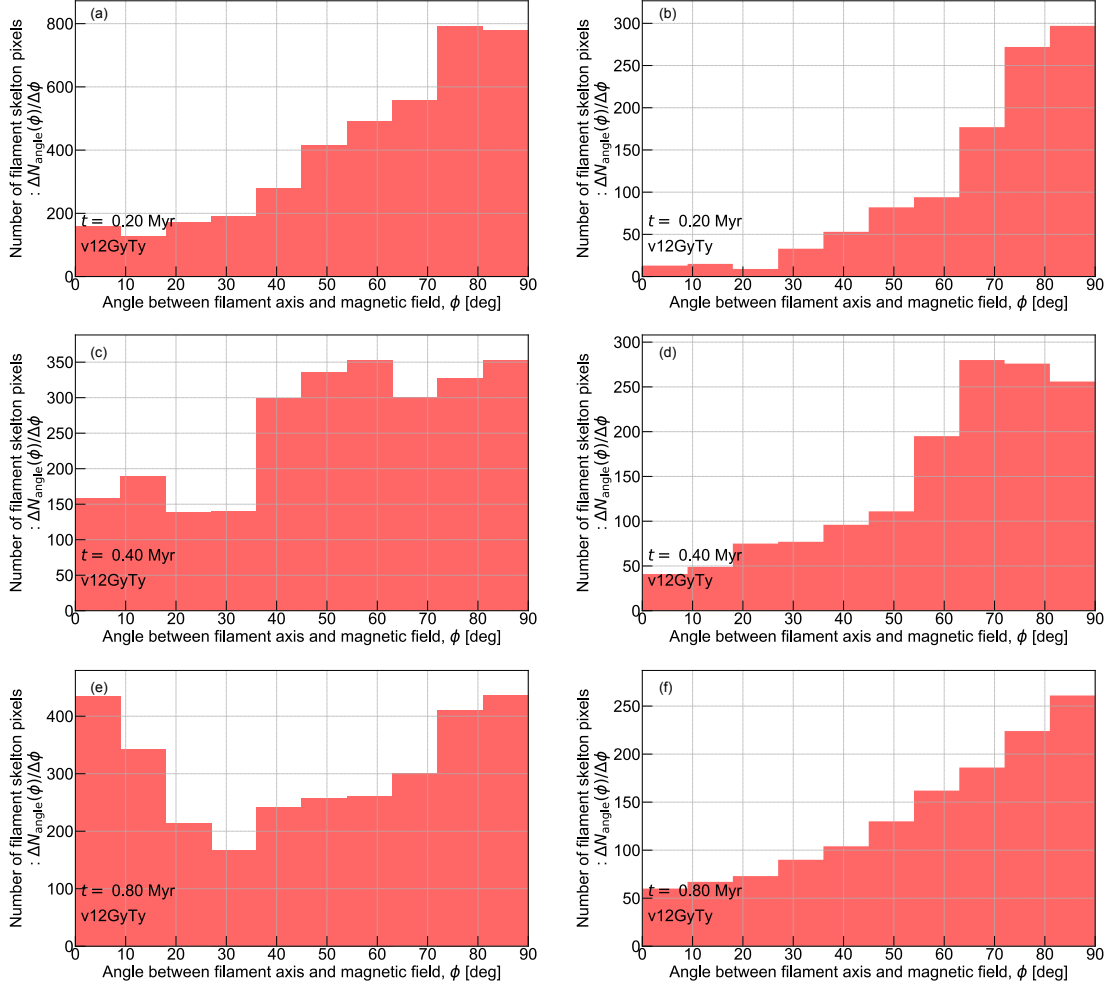 (a)
Number of filament skelton pixels
: ΔN_angle(ϕ)/Δϕ
800
600
400
200
0
t = 0.20 Myr
v12GyTy
0 10 20 30 40 50 60 70 80 90
Angle between filament axis and magnetic field, ϕ [deg]
(b)
Number of filament skelton pixels
: ΔN_angle(ϕ)/Δϕ
300
250
200
150
100
50
0
t = 0.20 Myr
v12GyTy
0 10 20 30 40 50 60 70 80 90
Angle between filament axis and magnetic field, ϕ [deg]
(c)
Number of filament skelton pixels
: ΔN_angle(ϕ)/Δϕ
350
300
250
200
150
100
50
0
t = 0.40 Myr
v12GyTy
0 10 20 30 40 50 60 70 80 90
Angle between filament axis and magnetic field, ϕ [deg]
(d)
Number of filament skelton pixels
: ΔN_angle(ϕ)/Δϕ
300
250
200
150
100
50
0
t = 0.40 Myr
v12GyTy
0 10 20 30 40 50 60 70 80 90
Angle between filament axis and magnetic field, ϕ [deg]
(e)
Number of filament skelton pixels
: ΔN_angle(ϕ)/Δϕ
400
300
200
100
0
t = 0.80 Myr
v12GyTy
0 10 20 30 40 50 60 70 80 90
Angle between filament axis and magnetic field, ϕ [deg]
(f)
Number of filament skelton pixels
: ΔN_angle(ϕ)/Δϕ
250
200
150
100
50
0
t = 0.80 Myr
v12GyTy
0 10 20 30 40 50 60 70 80 90
Angle between filament axis and magnetic field, ϕ [deg]